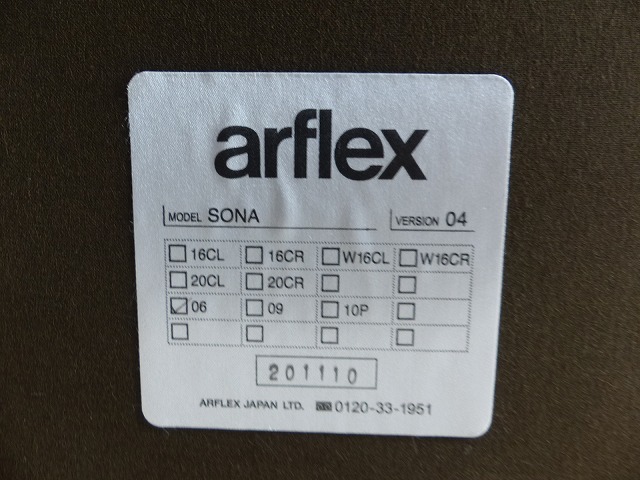 arflex
MODEL SONA VERSION 04
16CL 16CR W16CL W16CR
20CL 20CR
06 09 10P
201110
ARFLEX JAPAN LTD. 0120-33-1951